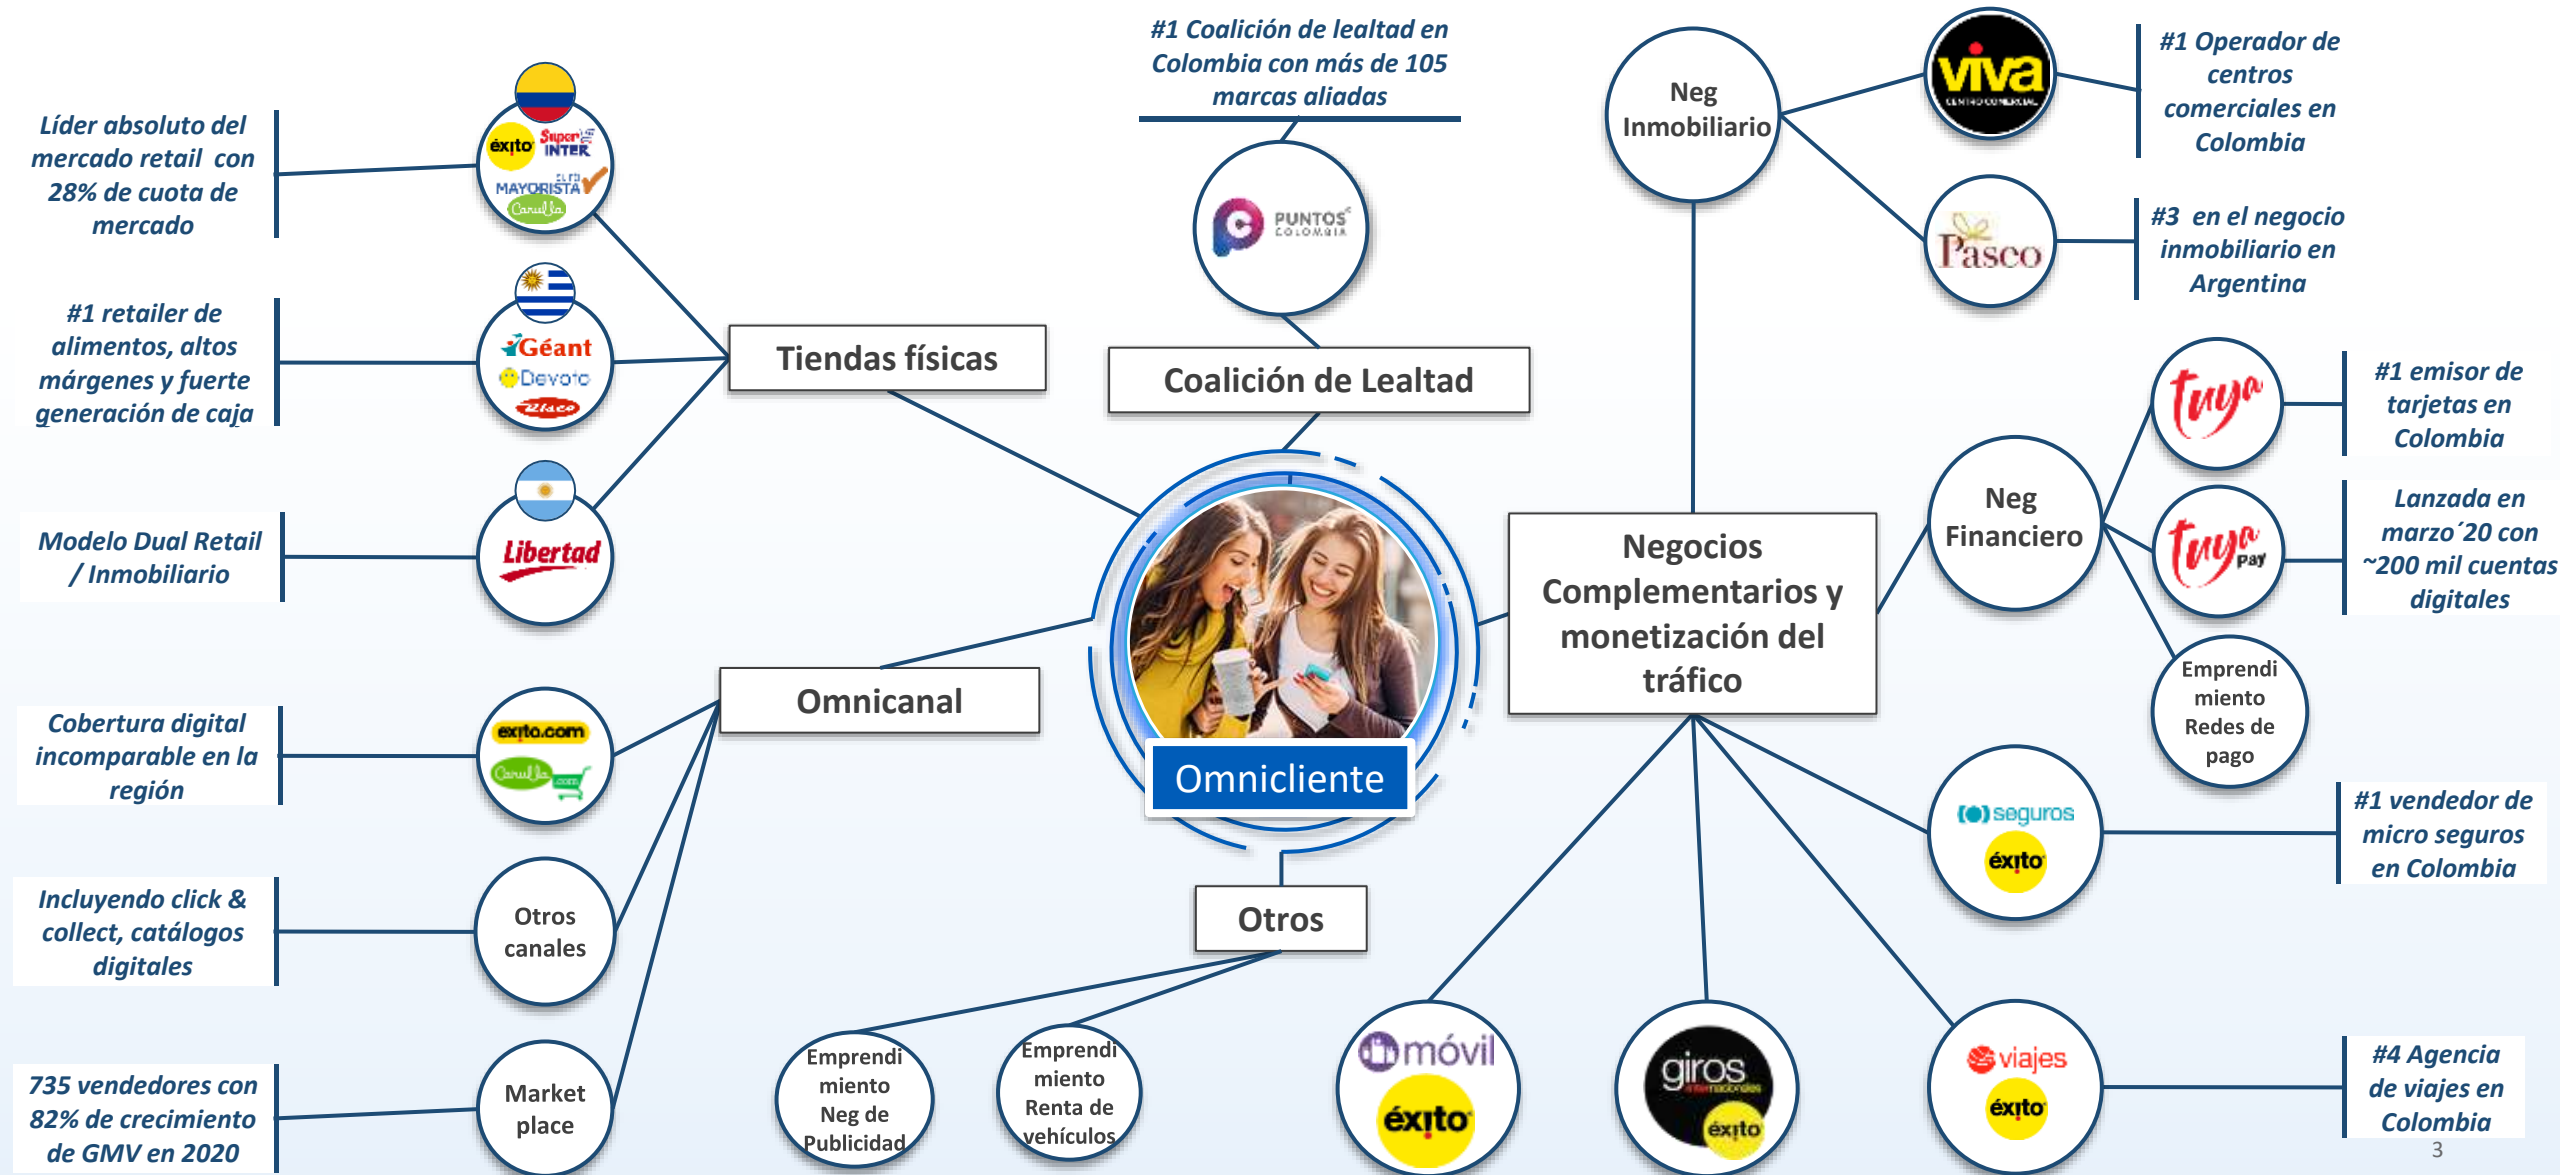 #1 Coalición de lealtad en
Colombia con más de 105
marcas aliadas
PUNTOS
COLOMBIA
Coalición de Lealtad
Líder absoluto del
mercado retail con
28% de cuota de
mercado
éxito
Super
INTER
MAYORISTA
Carulla
#1 retailer de
alimentos, altos
márgenes y fuerte
generación de caja
Géant
Devoto
Disco
Modelo Dual Retail
/ Inmobiliario
Libertad
Tiendas físicas
Cobertura digital
incomparable en la
región
exito.com
Carulla.com
Incluyendo click &
collect, catálogos
digitales
Otros
canales
735 vendedores con
82% de crecimiento
de GMV en 2020
Market
place
Omnicanal
Omnicliente
Otros
Emprendi
miento
Neg de
Publicidad
Emprendi
miento
Renta de
vehículos
Negocios
Complementarios y
monetización del
tráfico
Neg
Inmobiliario
viva
CENTRO COMERCIAL
#1 Operador de
centros
comerciales en
Colombia
Paseo
#3 en el negocio
inmobiliario en
Argentina
Neg
Financiero
tuya
#1 emisor de
tarjetas en
Colombia
tuya
pay
Lanzada en
marzo´20 con
~200 mil cuentas
digitales
Emprendi
miento
Redes de
pago
seguros
éxito
#1 vendedor de
micro seguros
en Colombia
móvil
éxito
giros
internacionales
éxito
viajes
éxito
#4 Agencia
de viajes en
Colombia
3